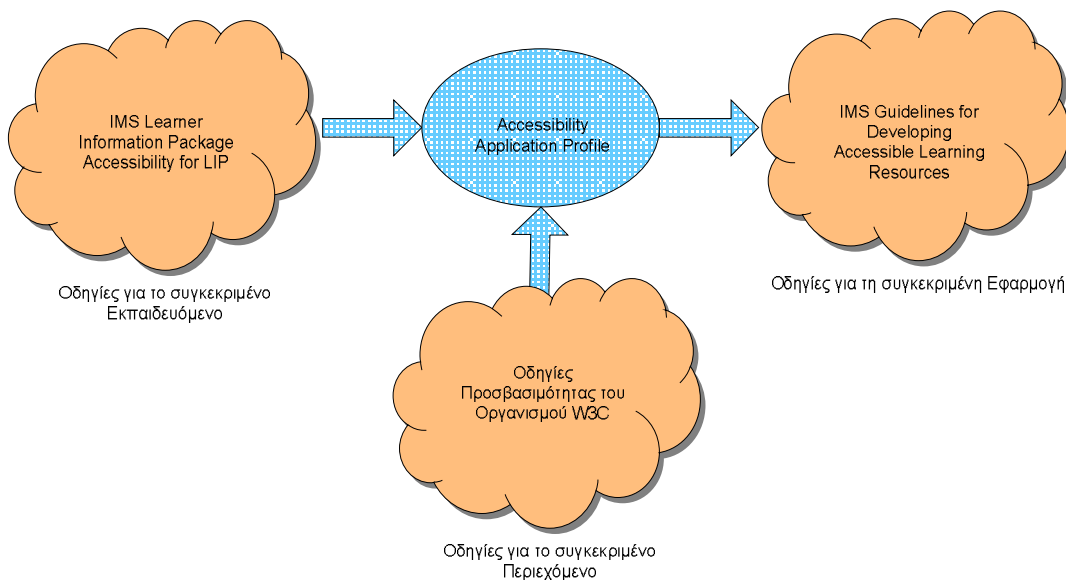 IMS Learner
Information Package
Accessibility for LIP
Accessibility
Application Profile
IMS Guidelines for
Developing
Accessible Learning
Resources
Οδηγίες για το συγκεκριμένο
Εκπαιδευόμενο
Οδηγίες για τη συγκεκριμένη Εφαρμογή
Οδηγίες
Προσβασιμότητας του
Οργανισμού W3C
Οδηγίες για το συγκεκριμένο
Περιεχόμενο